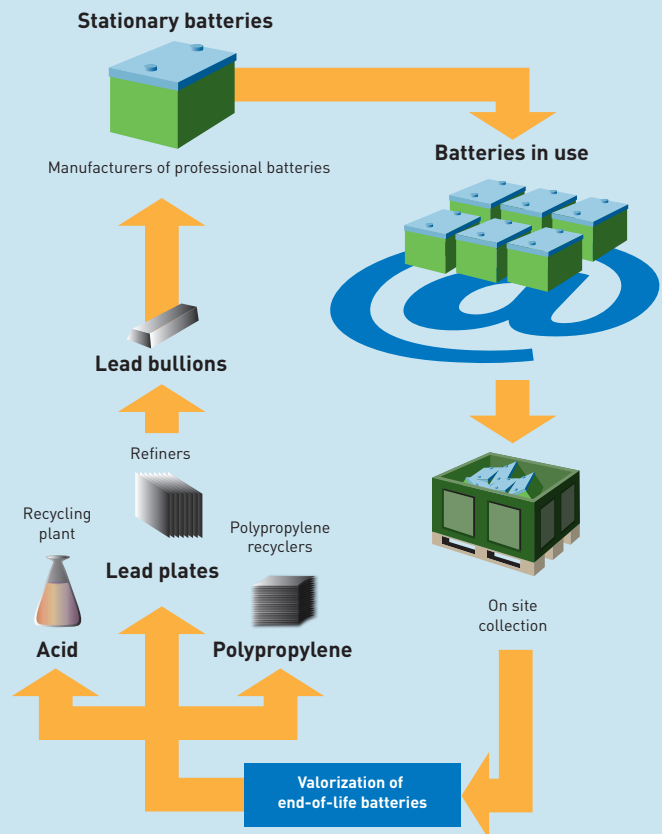 Stationary batteries
Manufacturers of professional batteries
Batteries in use
@
Lead bullions
Refiners
Recycling
plant
Polypropylene
recyclers
Lead plates
Acid
Polypropylene
On site
collection
Valorization of
end-of-life batteries